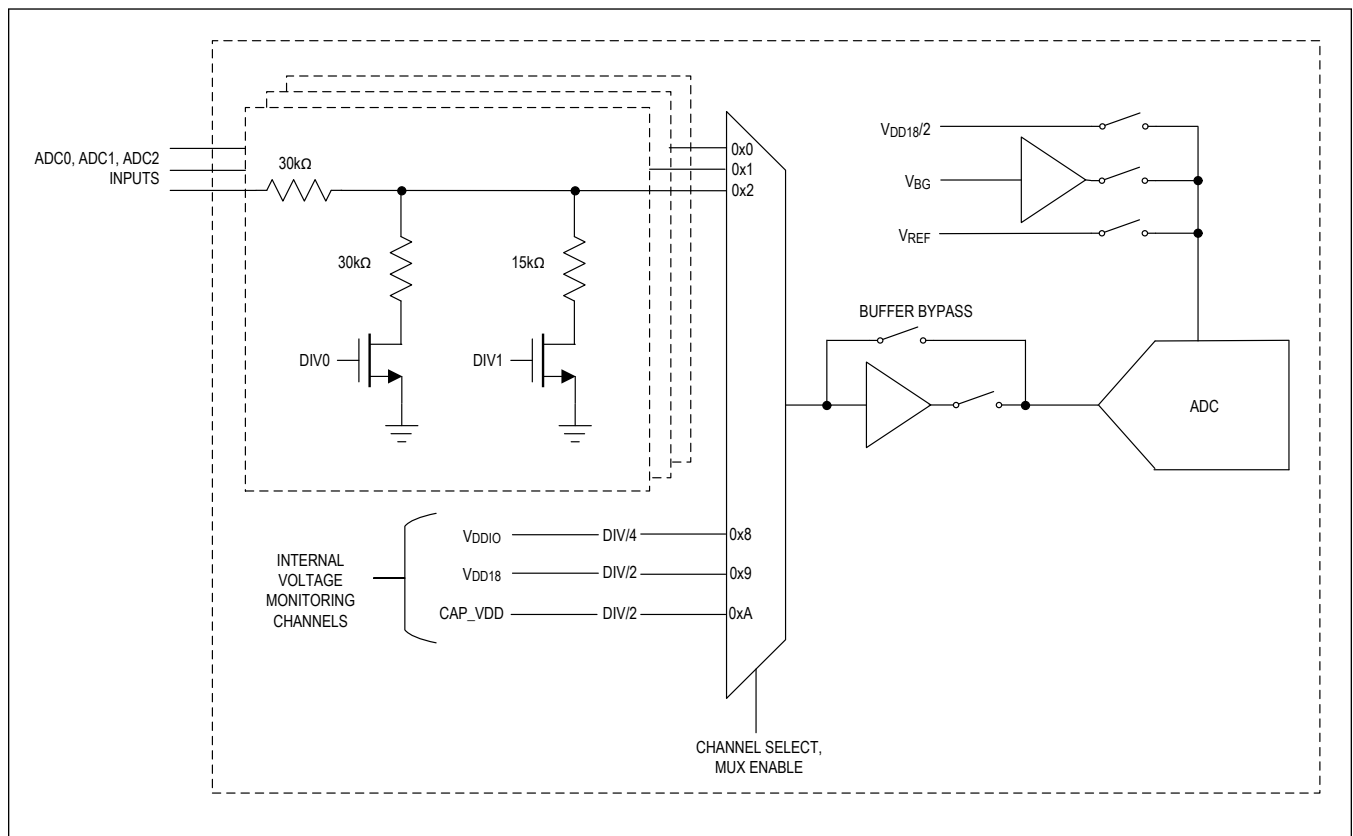 ADC0, ADC1, ADC2
INPUTS
30kΩ
30kΩ
15kΩ
DIV0
DIV1
0x0
0x1
0x2
VDD18/2
VBG
VREF
BUFFER BYPASS
ADC
INTERNAL
VOLTAGE
MONITORING
CHANNELS
VDDIO DIV/4 0x8
VDD18 DIV/2 0x9
CAP_VDD DIV/2 0xA
CHANNEL SELECT,
MUX ENABLE